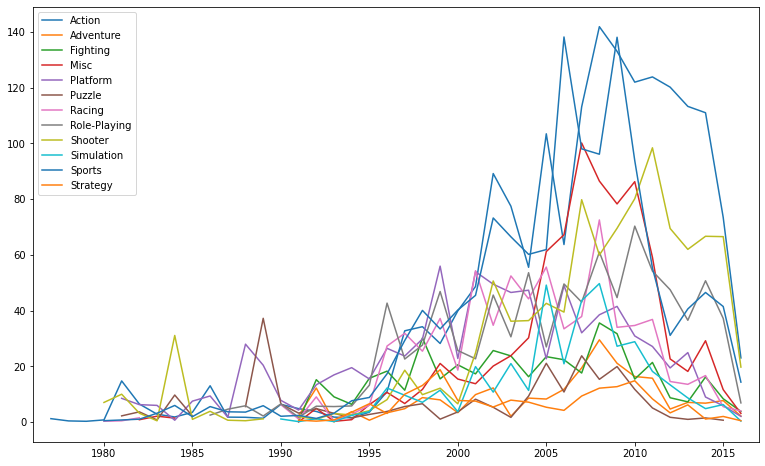 Action
Adventure
Fighting
Misc
Platform
Puzzle
Racing
Role-Playing
Shooter
Simulation
Sports
Strategy
140
120
100
80
60
40
20
0
1980 1985 1990 1995 2000 2005 2010 2015